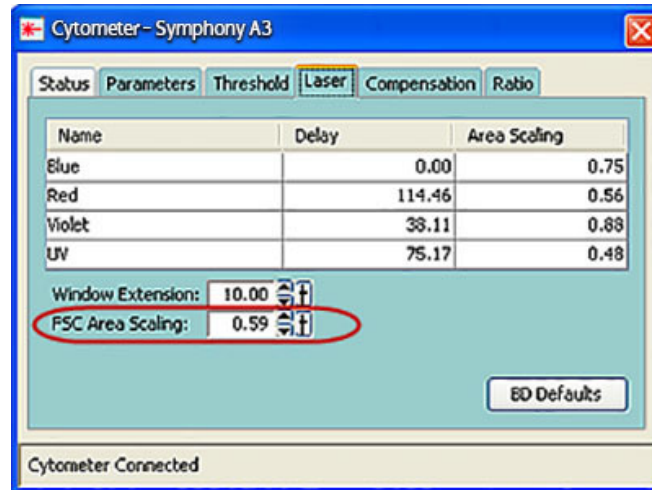 Cytometer - Symphony A3
Status Parameters Threshold Laser Compensation Ratio
Name Delay Area Scaling
Blue 0.00 0.75
Red 114.46 0.56
Violet 38.11 0.88
UV 75.17 0.48
Window Extension: 10.00
FSC Area Scaling: 0.59
BD Defaults
Cytometer Connected